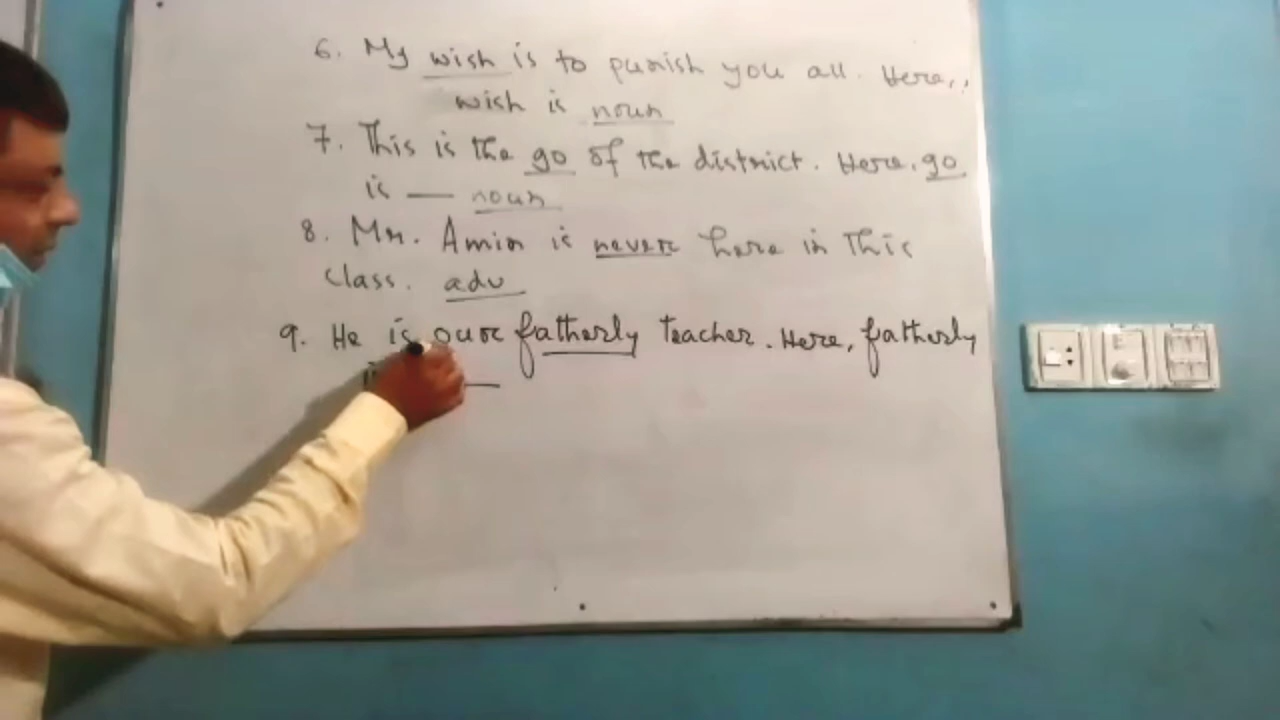 6. My wish is to punish you all. Here,,
wish is noun
7. This is the go of the district. Here, go
is — noun
8. Mr. Amin is never here in this
class. adv
9. He is our fatherly teacher. Here, fatherly